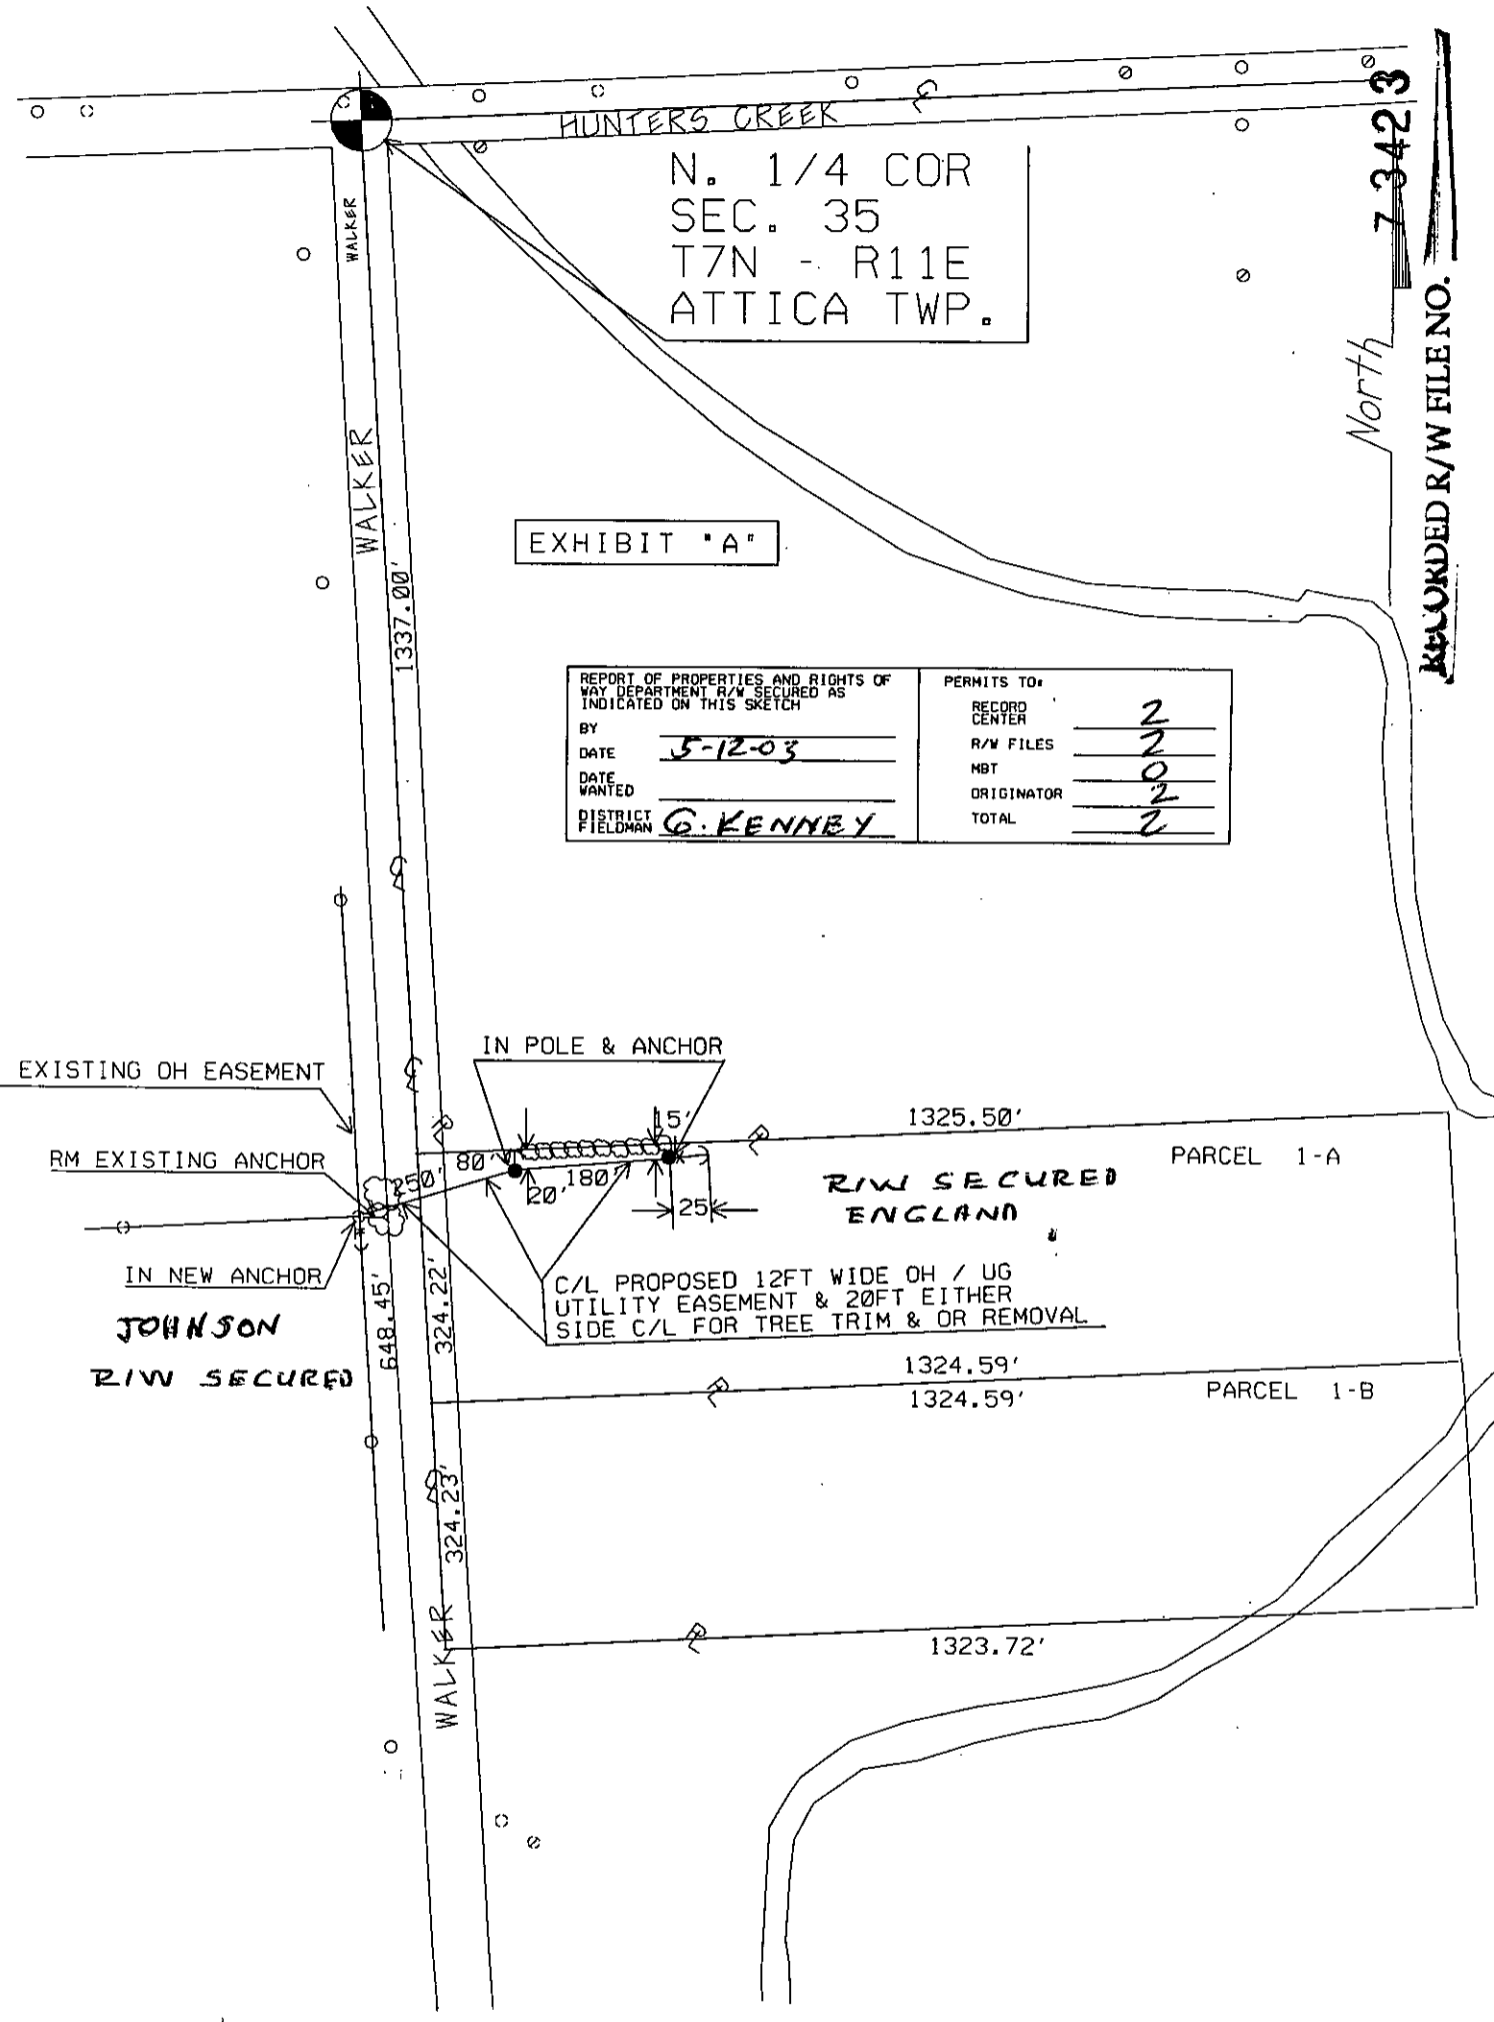 HUNTERS CREEK
N. 1/4 COR
SEC. 35
T7N - R11E
ATTICA TWP.
RECORDED R/W FILE NO. 73423
North
WALKER
WALKER
1337.00'
EXHIBIT "A"
REPORT OF PROPERTIES AND RIGHTS OF
WAY DEPARTMENT R/W SECURED AS
INDICATED ON THIS SKETCH
BY
DATE 5-12-03
DATE
WANTED
DISTRICT
FIELDMAN G. KENNEY
PERMITS TO:
RECORD
CENTER 2
R/W FILES 2
MBT 0
ORIGINATOR 2
TOTAL 2
IN POLE & ANCHOR
EXISTING OH EASEMENT
15'
1325.50'
RM EXISTING ANCHOR
80'
PARCEL 1-A
250'
20'
180'
25'
R/W SECURED
ENGLAND
IN NEW ANCHOR
C/L PROPOSED 12FT WIDE OH / UG
UTILITY EASEMENT & 20FT EITHER
SIDE C/L FOR TREE TRIM & OR REMOVAL
JOHNSON
R/W SECURED
648.45'
324.22'
1324.59'
1324.59'
PARCEL 1-B
324.23'
WALKER
1323.72'